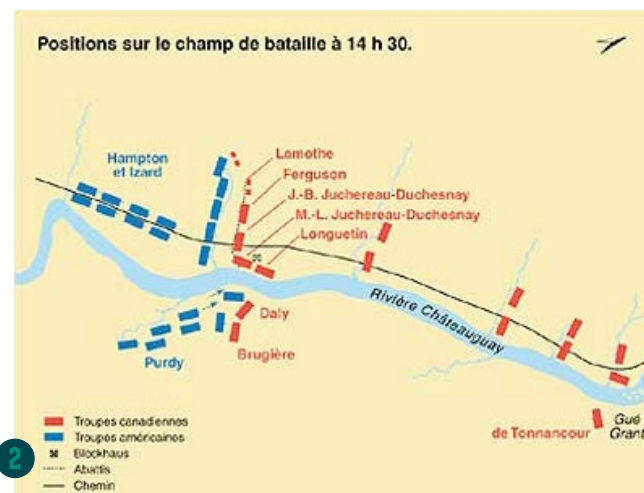 Positions sur le champ de bataille à 14 h 30.
Hampton
et Izard
Lamothe
Ferguson
J.-B. Juchereau-Duchesnay
M.-L. Juchereau-Duchesnay
Longuetin
Rivière Châteauguay
Daly
Brugière
Purdy
de Tonnancour
Gué
Grant
Troupes canadiennes
Troupes américaines
Blockhaus
Abattis
Chemin
2